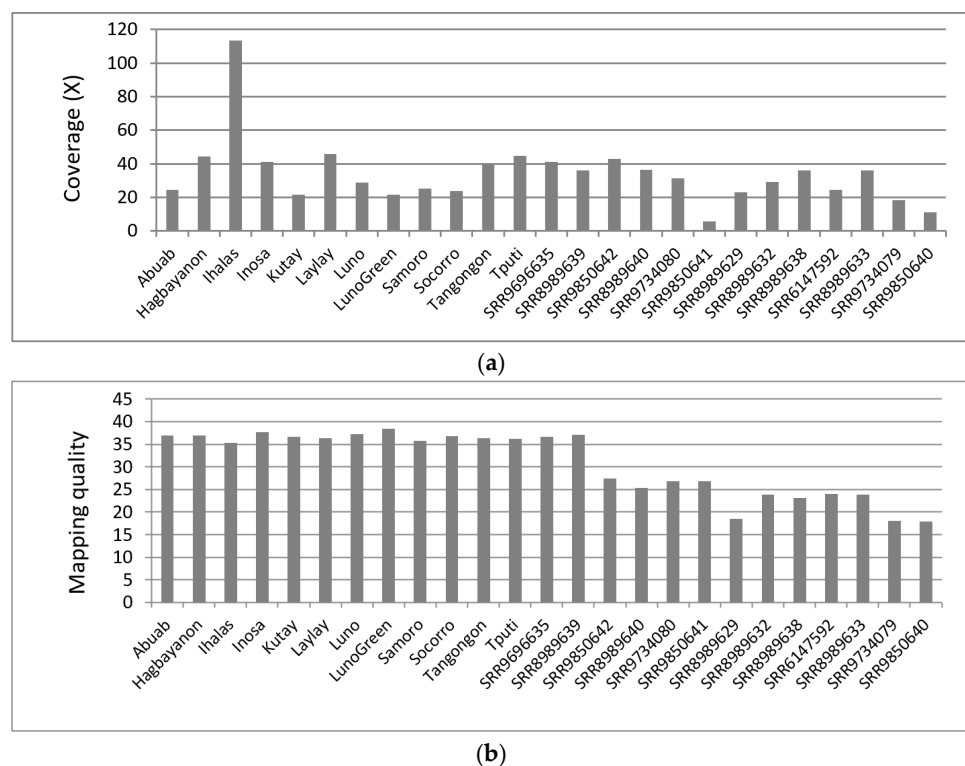 120
100
80
60
40
20
0
Coverage (X)
Abuab
Hagbayanon
Ihalas
Inosa
Kutay
Laylay
Luno
LunoGreen
Samoro
Socorro
Tangongon
Tputi
SRR9696635
SRR8989639
SRR9850642
SRR8989640
SRR9734080
SRR9850641
SRR8989629
SRR8989632
SRR8989638
SRR6147592
SRR8989633
SRR9734079
SRR9850640
(a)
45
40
35
30
25
20
15
10
5
0
Mapping quality
Abuab
Hagbayanon
Ihalas
Inosa
Kutay
Laylay
Luno
LunoGreen
Samoro
Socorro
Tangongon
Tputi
SRR9696635
SRR8989639
SRR9850642
SRR8989640
SRR9734080
SRR9850641
SRR8989629
SRR8989632
SRR8989638
SRR6147592
SRR8989633
SRR9734079
SRR9850640
(b)